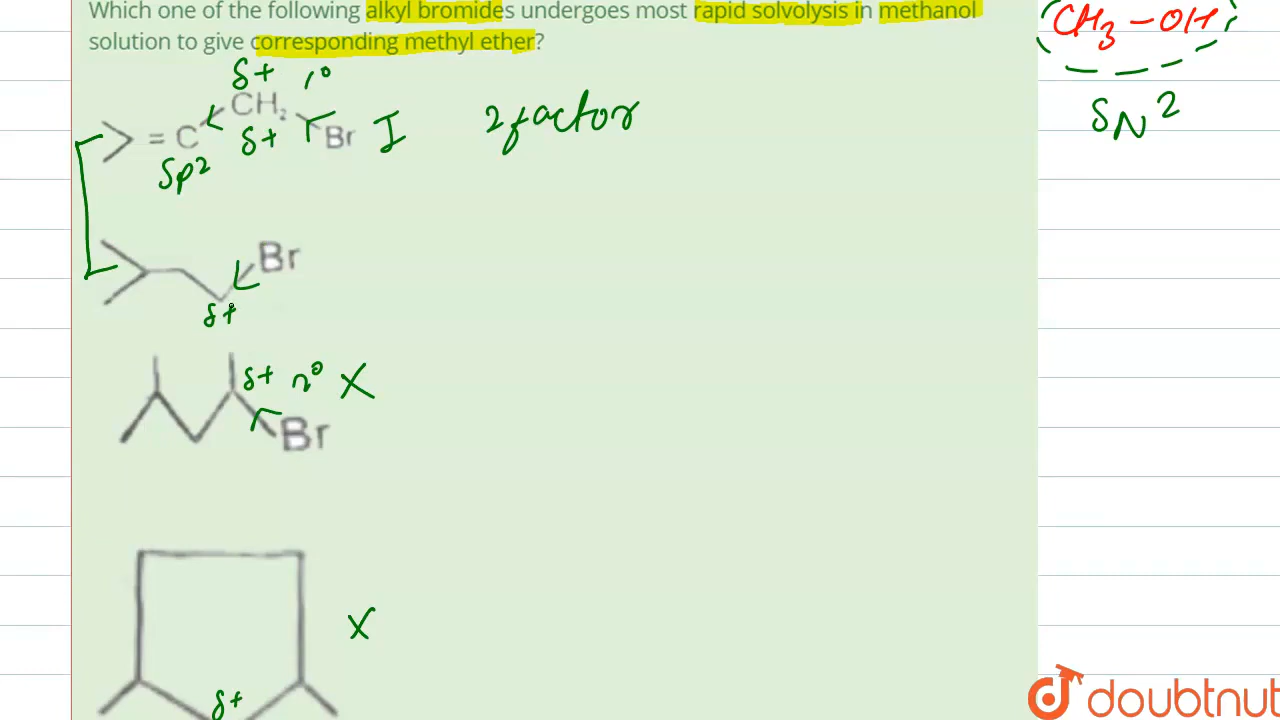 Which one of the following alkyl bromides undergoes most rapid solvolysis in methanol
solution to give corresponding methyl ether?
CH3 - OH
SN2
δ+ 1°
CH2
= C δ+ Br I
Sp2
2 factor
Br
δ+
δ+ 2° X
Br
X
δ+
doubtnut